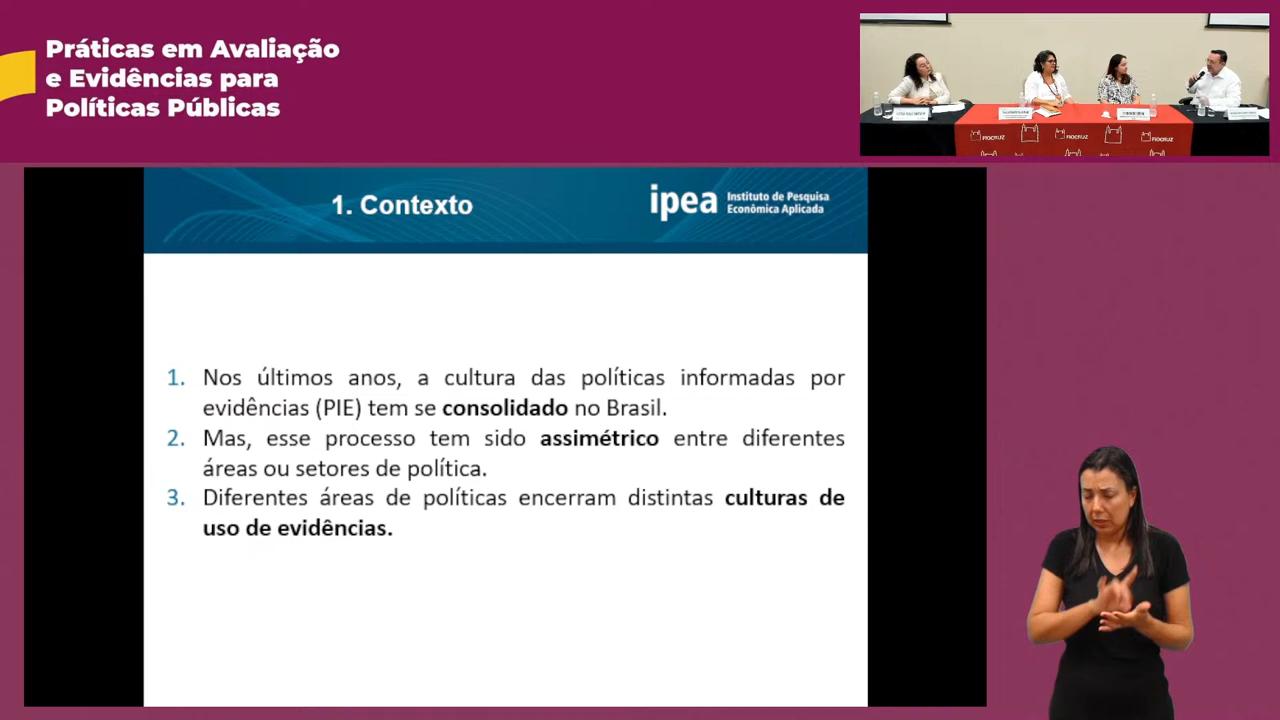 Práticas em Avaliação
e Evidências para
Políticas Públicas
FIOCRUZ
FIOCRUZ
FIOCRUZ
1. Contexto
ipea Instituto de Pesquisa
Econômica Aplicada
1. Nos últimos anos, a cultura das políticas informadas por
evidências (PIE) tem se consolidado no Brasil.
2. Mas, esse processo tem sido assimétrico entre diferentes
áreas ou setores de política.
3. Diferentes áreas de políticas encerram distintas culturas de
uso de evidências.